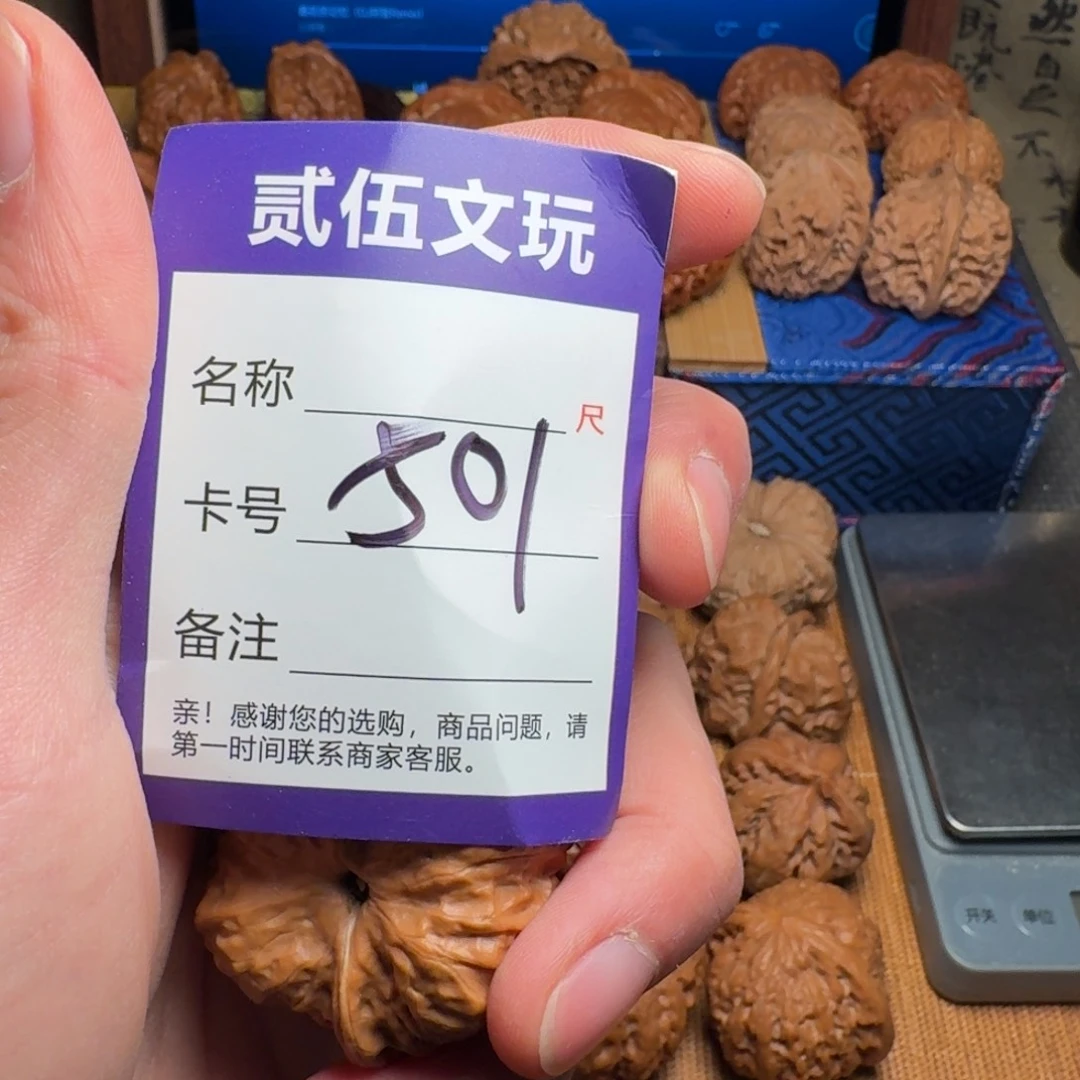 贰伍文玩
名称
尺
卡号 501
备注
亲！感谢您的选购，商品问题，请
第一时间联系商家客服。
开关 单位